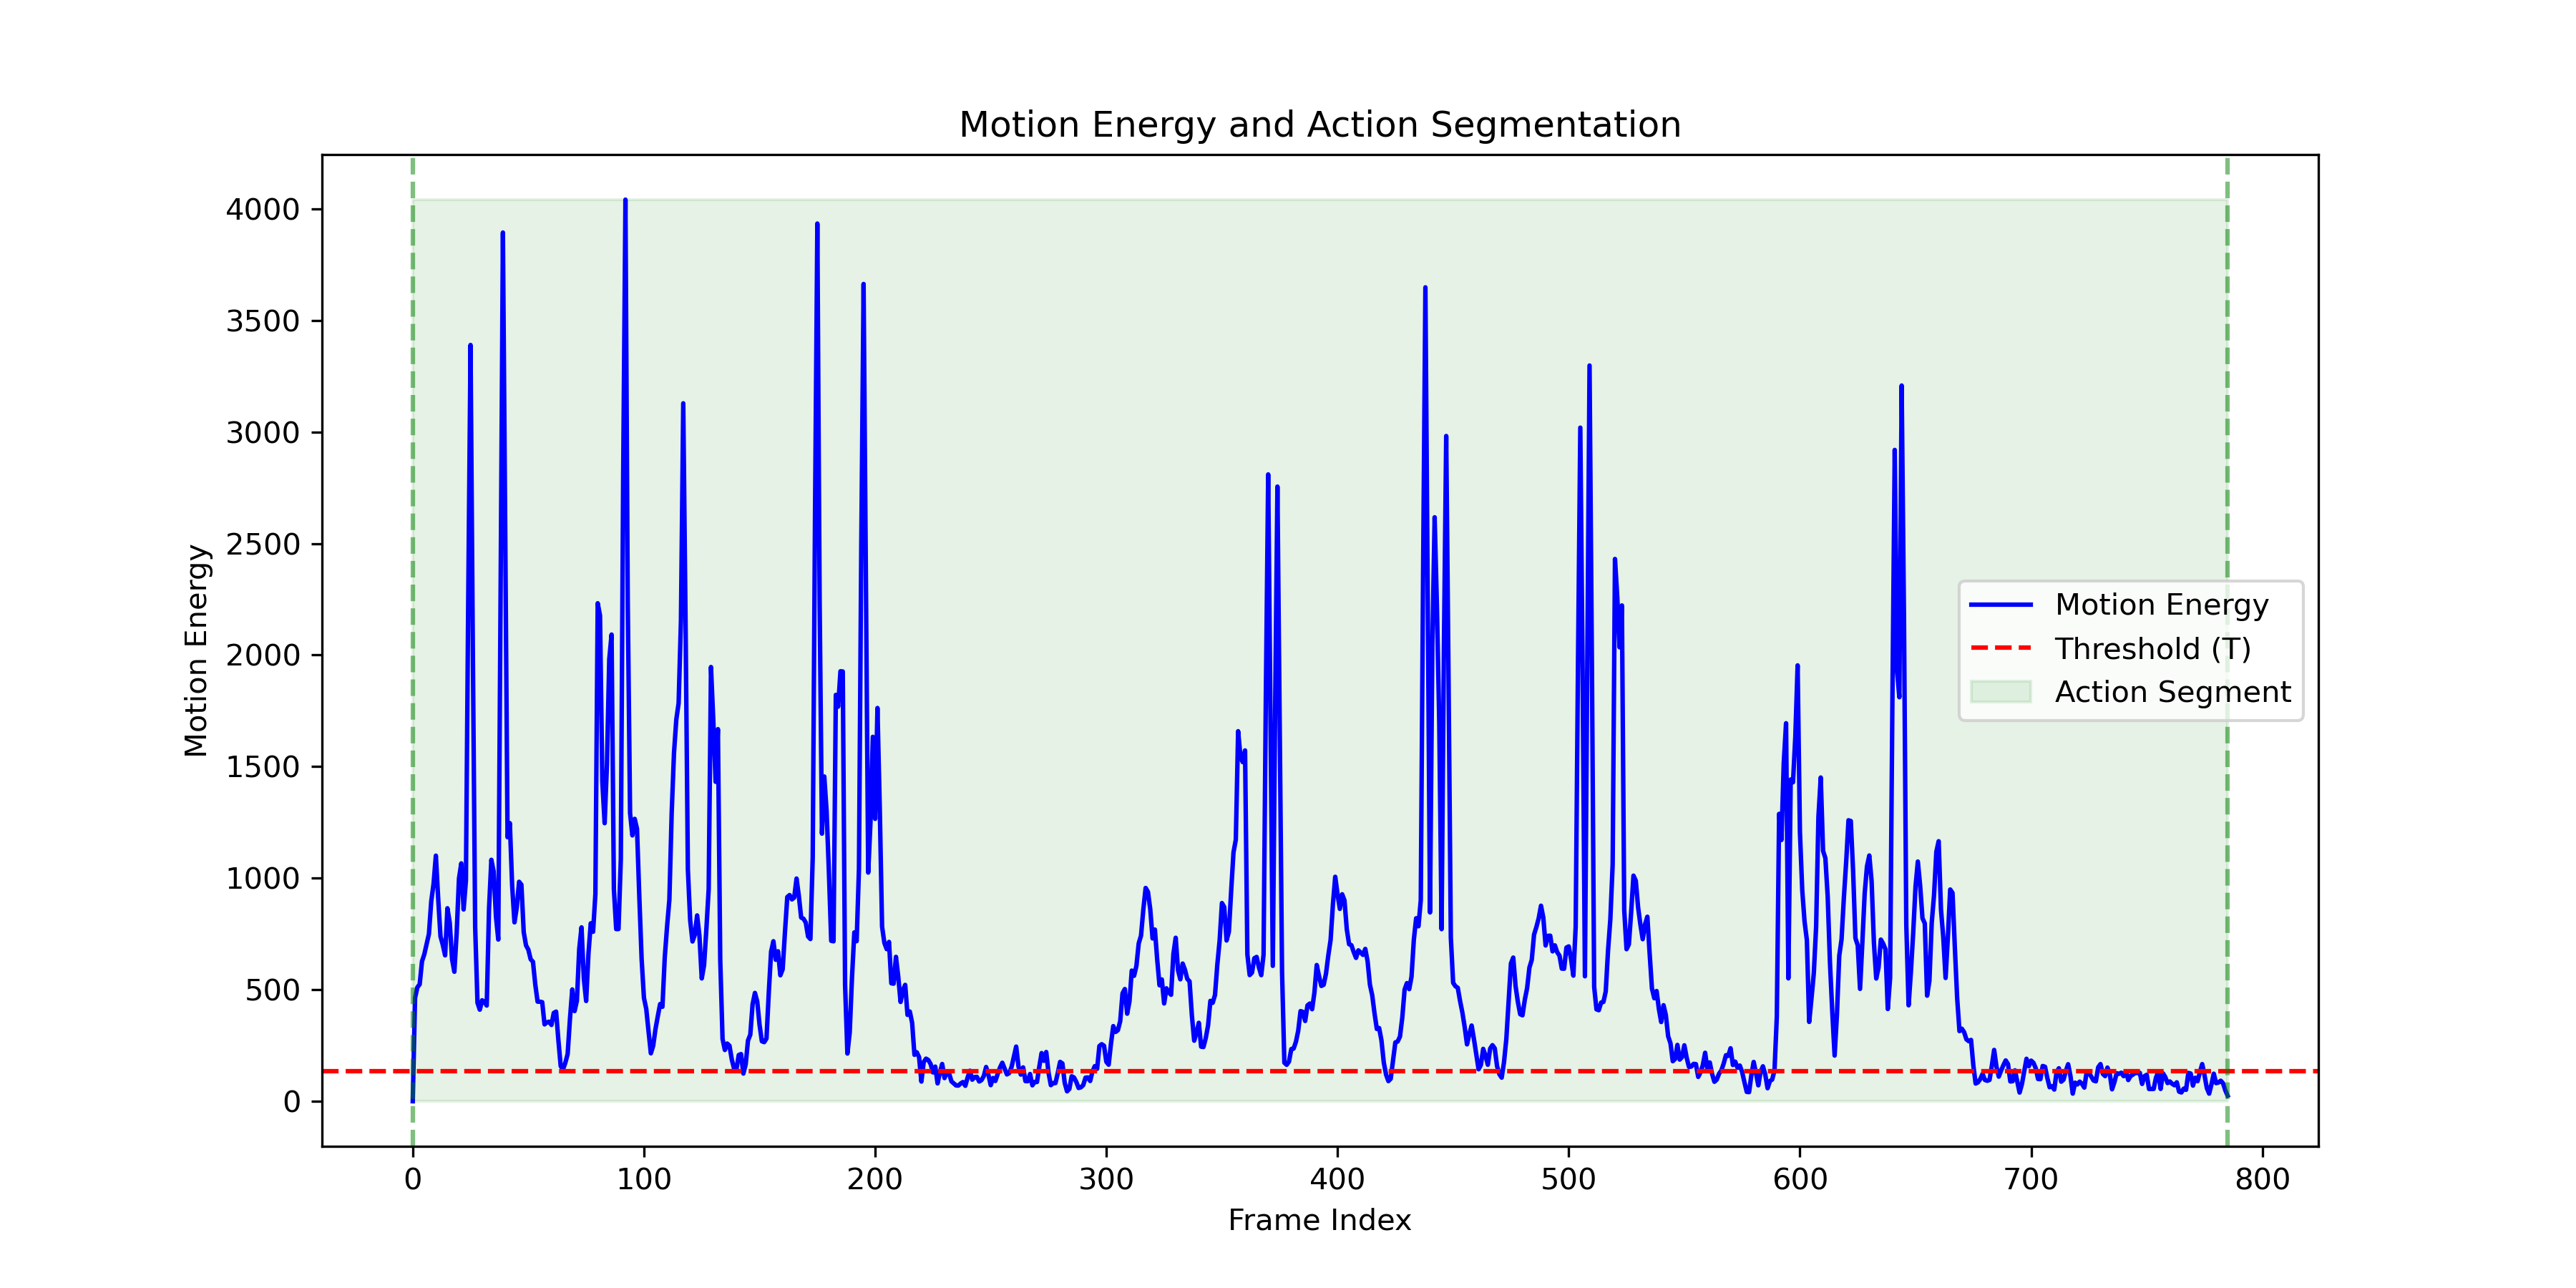 Motion Energy and Action Segmentation
Motion Energy
4000
3500
3000
2500
2000
1500
1000
500
0
Motion Energy
Threshold (T)
Action Segment
0 100 200 300 400 500 600 700 800
Frame Index